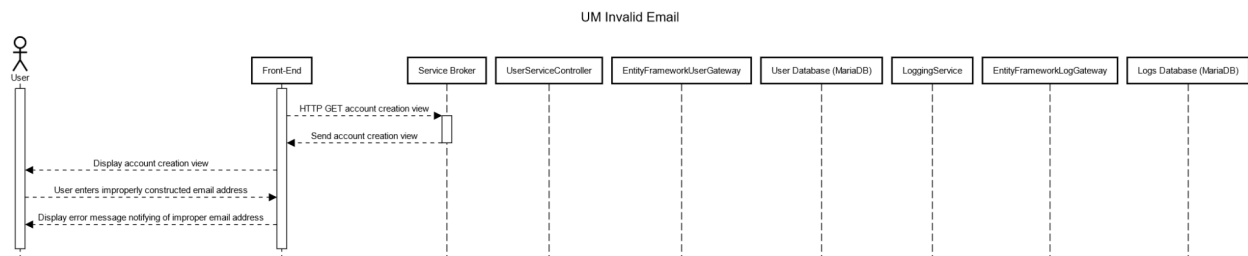 UM Invalid Email
User
Front-End
Service Broker
UserServiceController
EntityFrameworkUserGateway
User Database (MariaDB)
LoggingService
EntityFrameworkLogGateway
Logs Database (MariaDB)
HTTP GET account creation view
Send account creation view
Display account creation view
User enters improperly constructed email address
Display error message notifying of improper email address